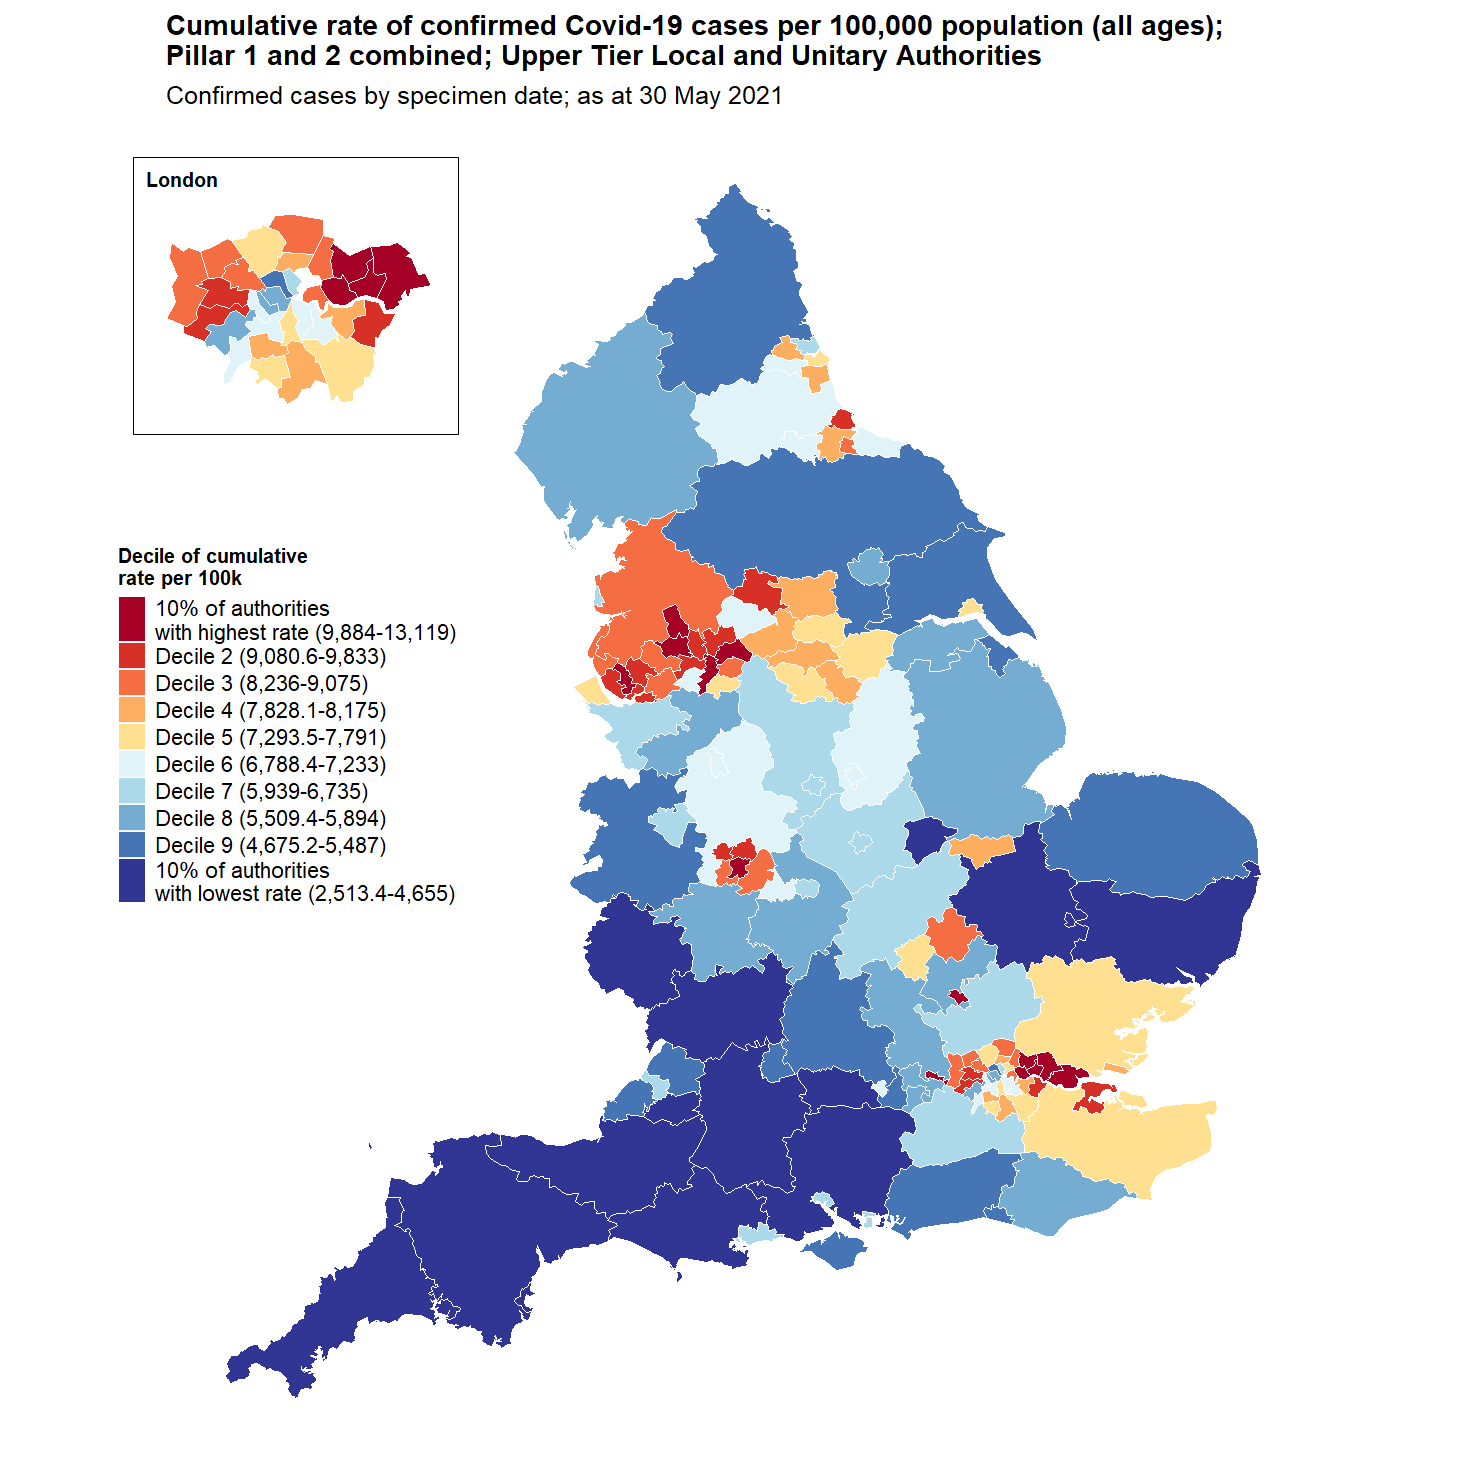 Cumulative rate of confirmed Covid-19 cases per 100,000 population (all ages);
Pillar 1 and 2 combined; Upper Tier Local and Unitary Authorities
Confirmed cases by specimen date; as at 30 May 2021
London
Decile of cumulative
rate per 100k
10% of authorities
with highest rate (9,884-13,119)
Decile 2 (9,080.6-9,833)
Decile 3 (8,236-9,075)
Decile 4 (7,828.1-8,175)
Decile 5 (7,293.5-7,791)
Decile 6 (6,788.4-7,233)
Decile 7 (5,939-6,735)
Decile 8 (5,509.4-5,894)
Decile 9 (4,675.2-5,487)
10% of authorities
with lowest rate (2,513.4-4,655)